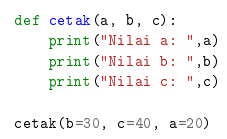 def cetak(a, b, c):
    print("Nilai a: ",a)
    print("Nilai b: ",b)
    print("Nilai c: ",c)

cetak(b=30, c=40, a=20)